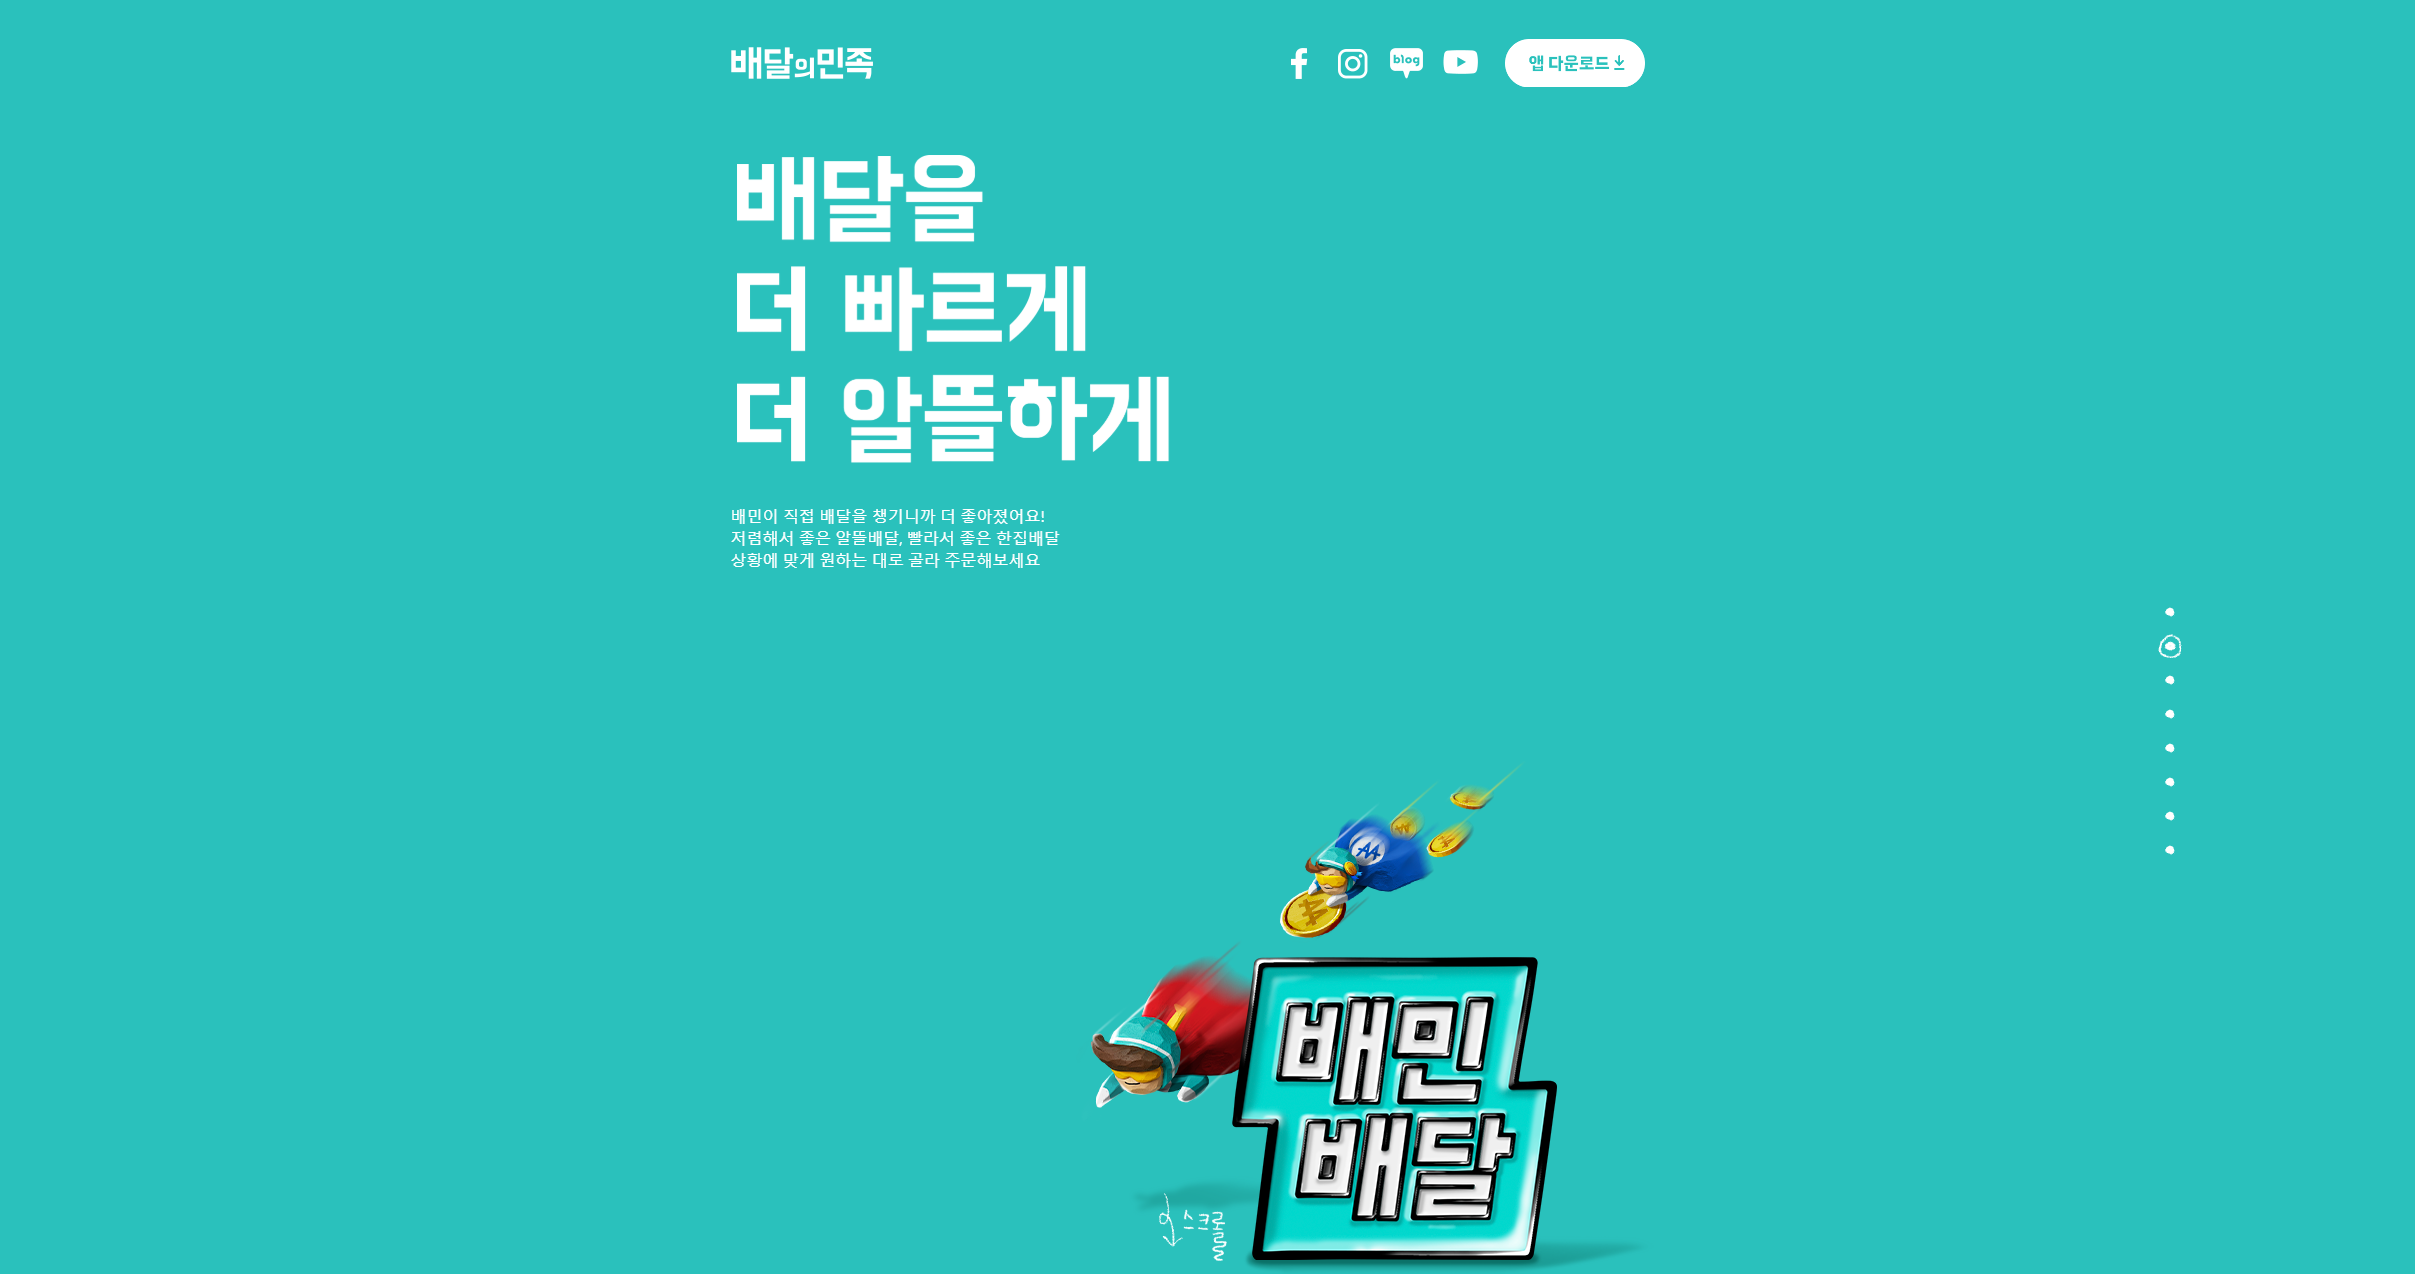 배달의민족
blog
앱 다운로드
배달을
더 빠르게
더 알뜰하게
배민이 직접 배달을 챙기니까 더 좋아졌어요!
저렴해서 좋은 알뜰배달, 빨라서 좋은 한집배달
상황에 맞게 원하는 대로 골라 주문해보세요
배민
배달
스크롤